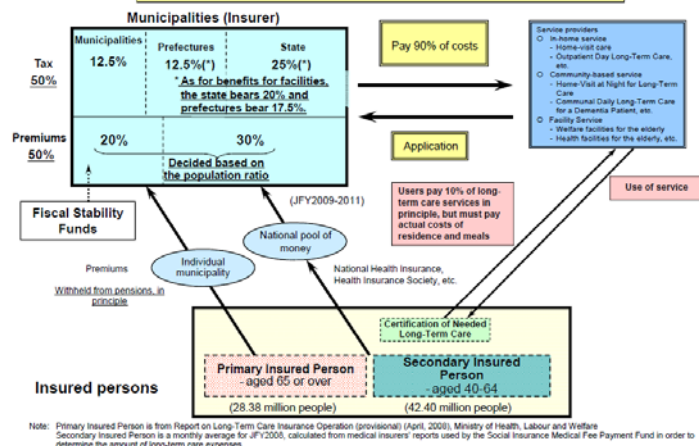 Municipalities (Insurer)
Municipalities
12.5%
Prefectures
12.5%(*)
State
25%(*)
* As for benefits for facilities,
the state bears 20% and
prefectures bear 17.5%.
Tax
50%
Premiums
50%
20%
30%
Decided based on
the population ratio
Fiscal Stability
Funds
Pay 90% of costs
Application
Service providers
O In-home service
- Home-visit care
- Outpatient Day Long-Term Care,
etc.
O Community-based service
- Home-Visit at Night for Long-Term
Care
- Communal Daily Long-Term Care
for a Dementia Patient, etc.
O Facility Service
- Welfare facilities for the elderly
- Health facilities for the elderly, etc.
(JFY2009-2011)
Users pay 10% of long-
term care services in
principle, but must pay
actual costs of
residence and meals
Use of service
Premiums
Withheld from pensions, in
principle
Individual
municipality
National pool of
money
National Health Insurance,
Health Insurance Society, etc.
Certification of Needed
Long-Term Care
Insured persons
Primary Insured Person
- aged 65 or over
Secondary Insured
Person
- aged 40-64
(28.38 million people)
(42.40 million people)
Note: Primary Insured Person is from Report on Long-Term Care Insurance Operation (provisional) (April, 2009), Ministry of Health, Labour and Welfare
Secondary Insured Person is a monthly average for JFY2008, calculated from medical insurers' reports used by the Social Insurance Medical Fee Payment Fund in order to
determine the amount of long-term care expenses